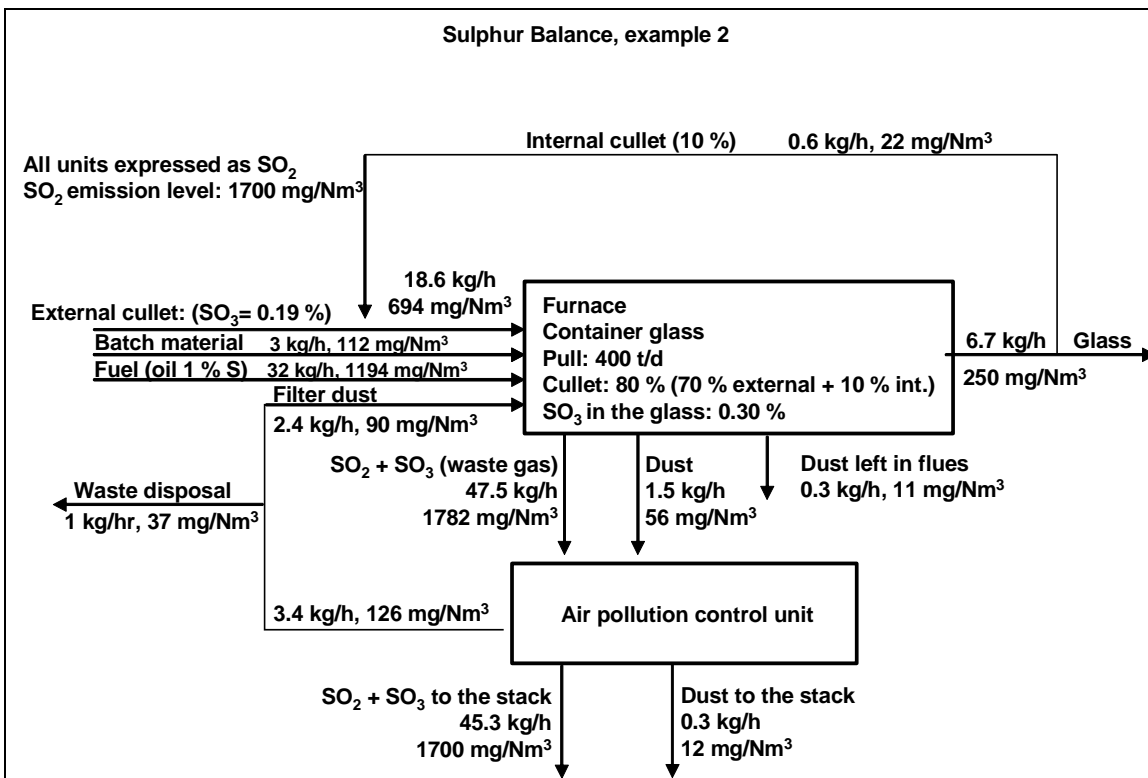 Sulphur Balance, example 2
Internal cullet (10 %) 0.6 kg/h, 22 mg/Nm³
All units expressed as SO₂
SO₂ emission level: 1700 mg/Nm³
18.6 kg/h
694 mg/Nm³
External cullet: (SO₃= 0.19 %)
Batch material 3 kg/h, 112 mg/Nm³
Fuel (oil 1 % S) 32 kg/h, 1194 mg/Nm³
Filter dust
2.4 kg/h, 90 mg/Nm³
Furnace
Container glass
Pull: 400 t/d
Cullet: 80 % (70 % external + 10 % int.)
SO₃ in the glass: 0.30 %
6.7 kg/h Glass
250 mg/Nm³
SO₂ + SO₃ (waste gas)
47.5 kg/h
1782 mg/Nm³
Dust
1.5 kg/h
56 mg/Nm³
Dust left in flues
0.3 kg/h, 11 mg/Nm³
Waste disposal
1 kg/hr, 37 mg/Nm³
3.4 kg/h, 126 mg/Nm³
Air pollution control unit
SO₂ + SO₃ to the stack
45.3 kg/h
1700 mg/Nm³
Dust to the stack
0.3 kg/h
12 mg/Nm³